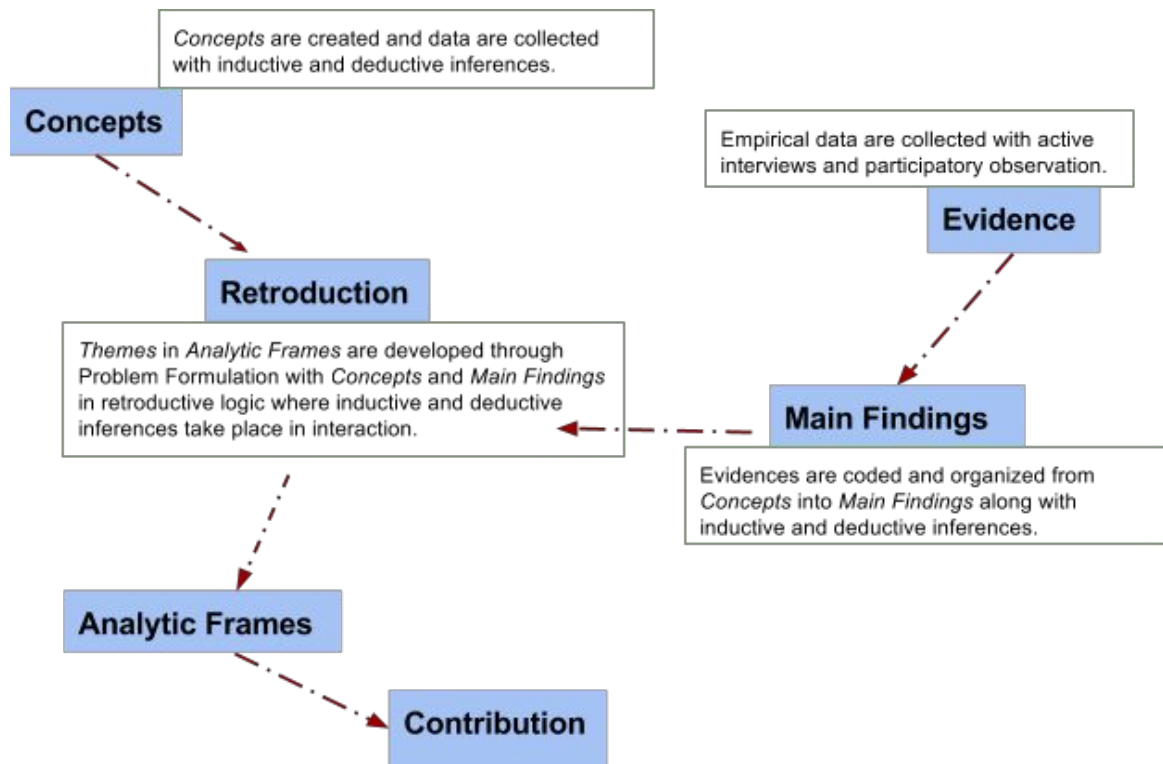 Concepts are created and data are collected
with inductive and deductive inferences.
Concepts
Empirical data are collected with active
interviews and participatory observation.
Evidence
Retroduction
Themes in Analytic Frames are developed through
Problem Formulation with Concepts and Main Findings
in retroductive logic where inductive and deductive
inferences take place in interaction.
Main Findings
Evidences are coded and organized from
Concepts into Main Findings along with
inductive and deductive inferences.
Analytic Frames
Contribution